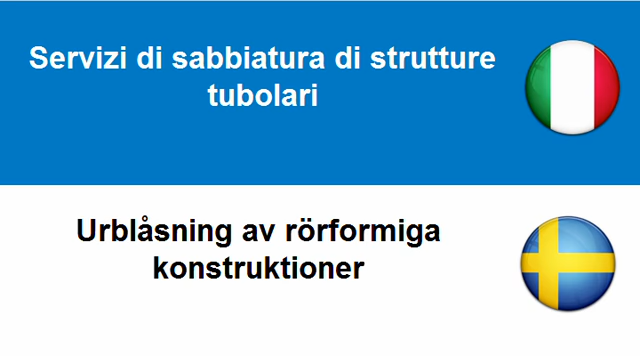 Servizi di sabbiatura di strutture
tubolari
Urblåsning av rörformiga
konstruktioner